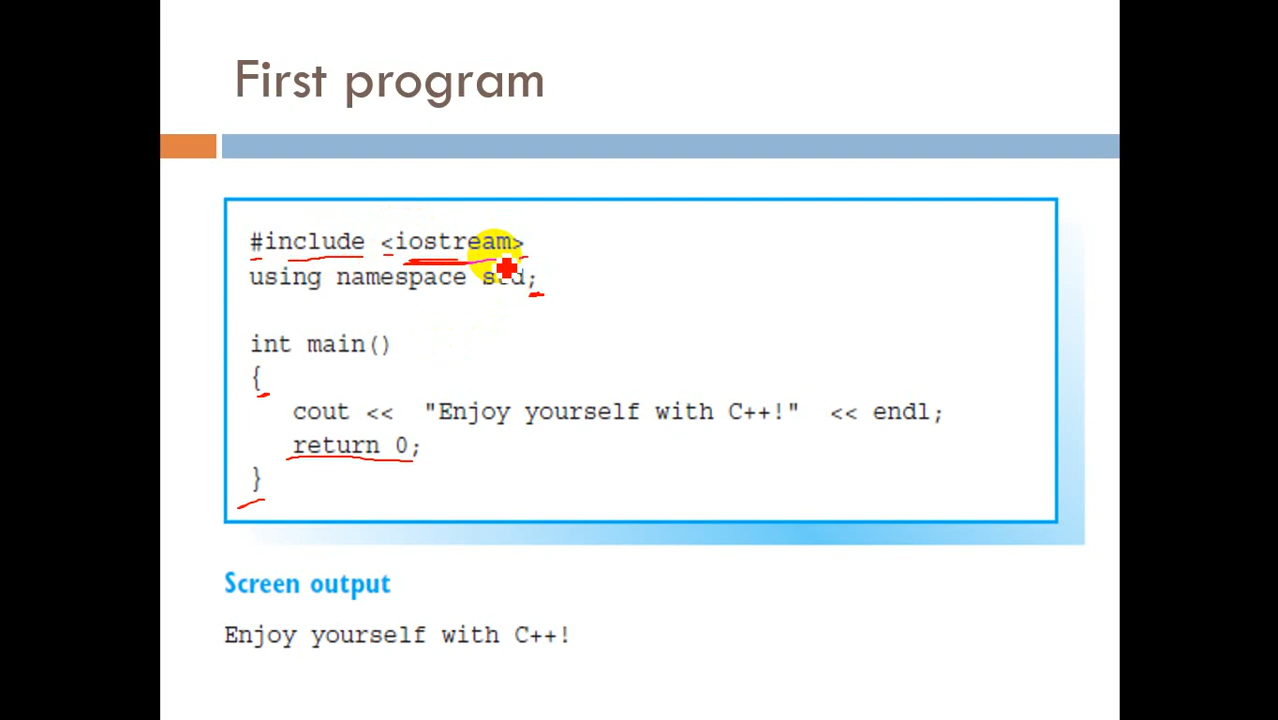 First program
#include <iostream>
using namespace std;
int main()
{
cout << "Enjoy yourself with C++!" << endl;
return 0;
}
Screen output
Enjoy yourself with C++!